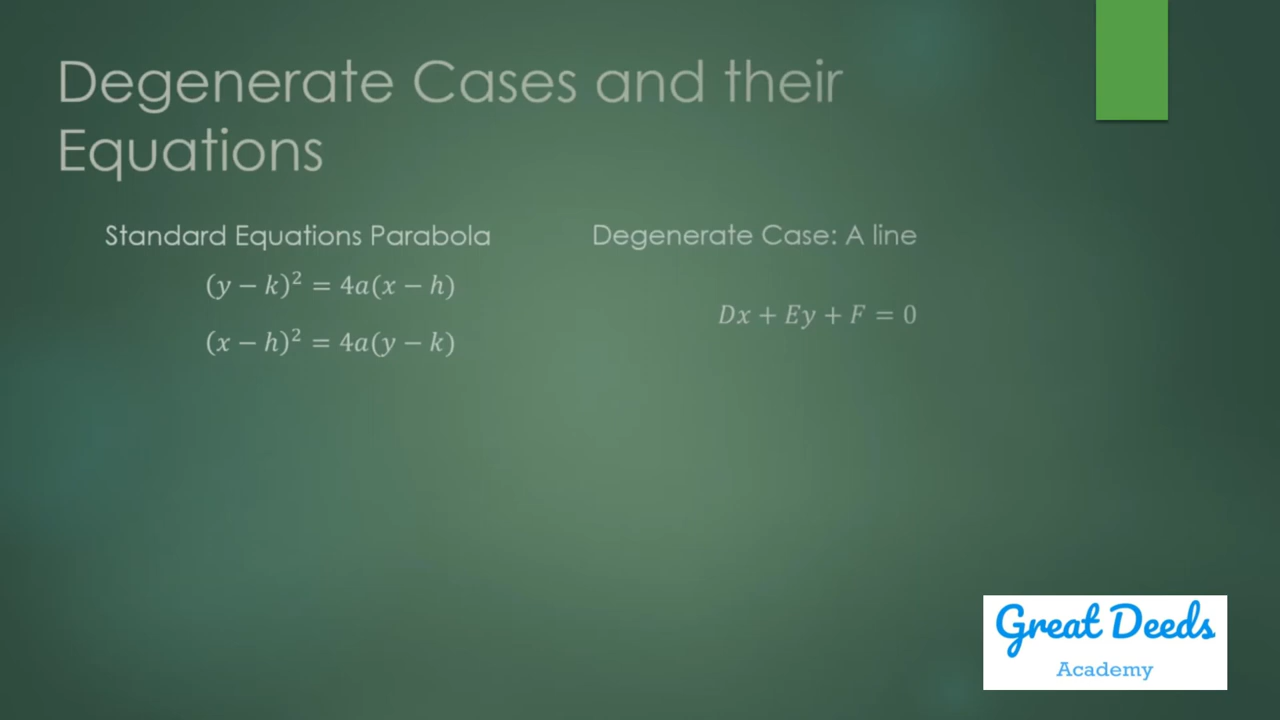 Degenerate Cases and their
Equations
Standard Equations Parabola
(y − k)² = 4a(x − h)
(x − h)² = 4a(y − k)
Degenerate Case: A line
Dx + Ey + F = 0
Great Deeds
Academy